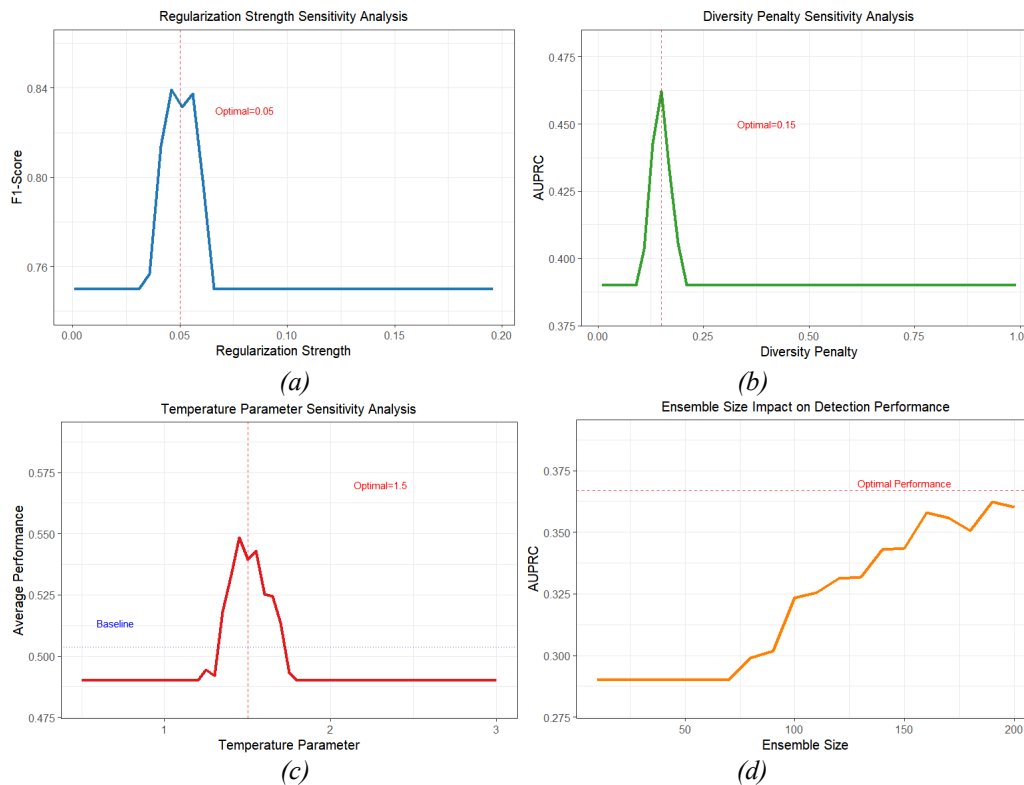 Regularization Strength Sensitivity Analysis
F1-Score
0.84
0.80
0.76
Optimal=0.05
0.00 0.05 0.10 0.15 0.20
Regularization Strength
(a)
Diversity Penalty Sensitivity Analysis
AUPRC
0.475
0.450
0.425
0.400
0.375
Optimal=0.15
0.00 0.25 0.50 0.75 1.0
Diversity Penalty
(b)
Temperature Parameter Sensitivity Analysis
Average Performance
0.575
0.550
0.525
0.500
0.475
Optimal=1.5
Baseline
1 2 3
Temperature Parameter
(c)
Ensemble Size Impact on Detection Performance
AUPRC
0.375
0.350
0.325
0.300
0.275
Optimal Performance
50 100 150 200
Ensemble Size
(d)